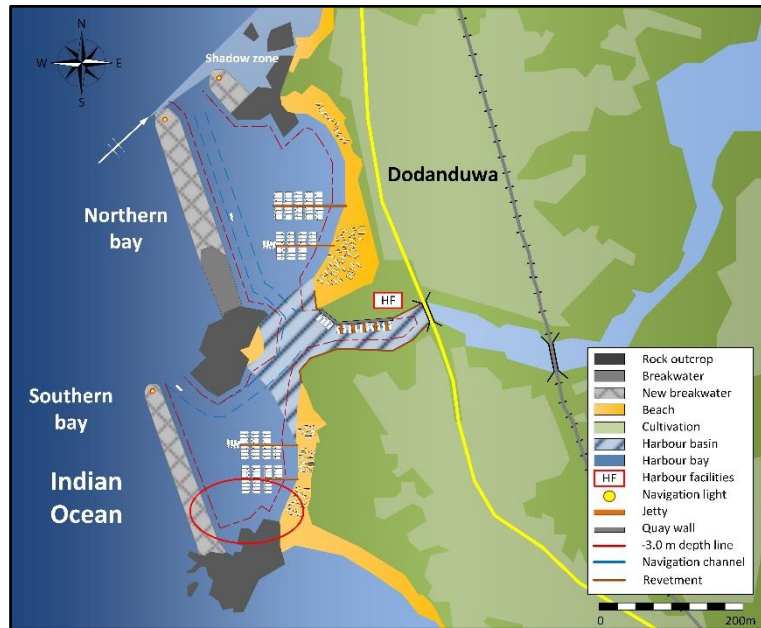 N
W
E
S
Shadow zone
Dodanduwa
Northern
bay
HF
Southern
bay
Indian
Ocean
Rock outcrop
Breakwater
New breakwater
Beach
Cultivation
Harbour basin
Harbour bay
HF Harbour facilities
Navigation light
Jetty
Quay wall
-3.0 m depth line
Navigation channel
Revetment
0 200m